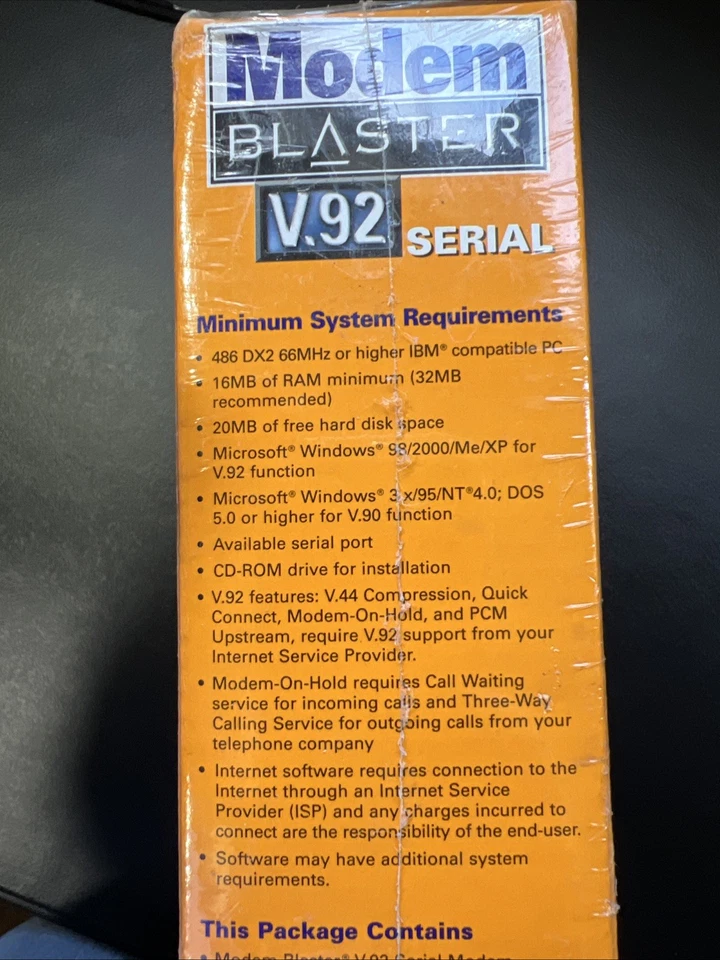 Modem
BLASTER
V.92 SERIAL
Minimum System Requirements
• 486 DX2 66MHz or higher IBM® compatible PC
• 16MB of RAM minimum (32MB
recommended)
• 20MB of free hard disk space
• Microsoft® Windows® 98/2000/Me/XP for
V.92 function
• Microsoft® Windows® 3.x/95/NT®4.0; DOS
5.0 or higher for V.90 function
• Available serial port
• CD-ROM drive for installation
• V.92 features: V.44 Compression, Quick
Connect, Modem-On-Hold, and PCM
Upstream, require V.92 support from your
Internet Service Provider.
• Modem-On-Hold requires Call Waiting
service for incoming calls and Three-Way
Calling Service for outgoing calls from your
telephone company
• Internet software requires connection to the
Internet through an Internet Service
Provider (ISP) and any charges incurred to
connect are the responsibility of the end-user.
• Software may have additional system
requirements.
This Package Contains
• Modem Blaster® V.92 Serial Modem